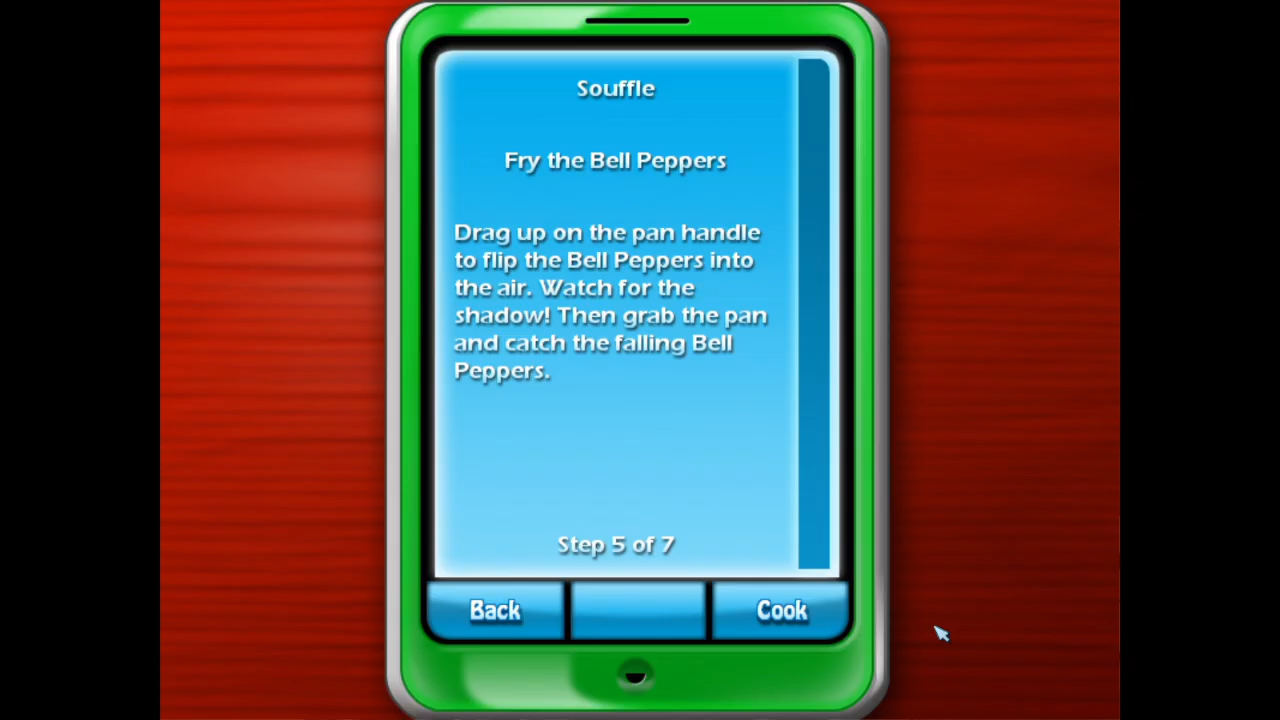 Souffle
Fry the Bell Peppers
Drag up on the pan handle
to flip the Bell Peppers into
the air. Watch for the
shadow! Then grab the pan
and catch the falling Bell
Peppers.
Step 5 of 7
Back
Cook